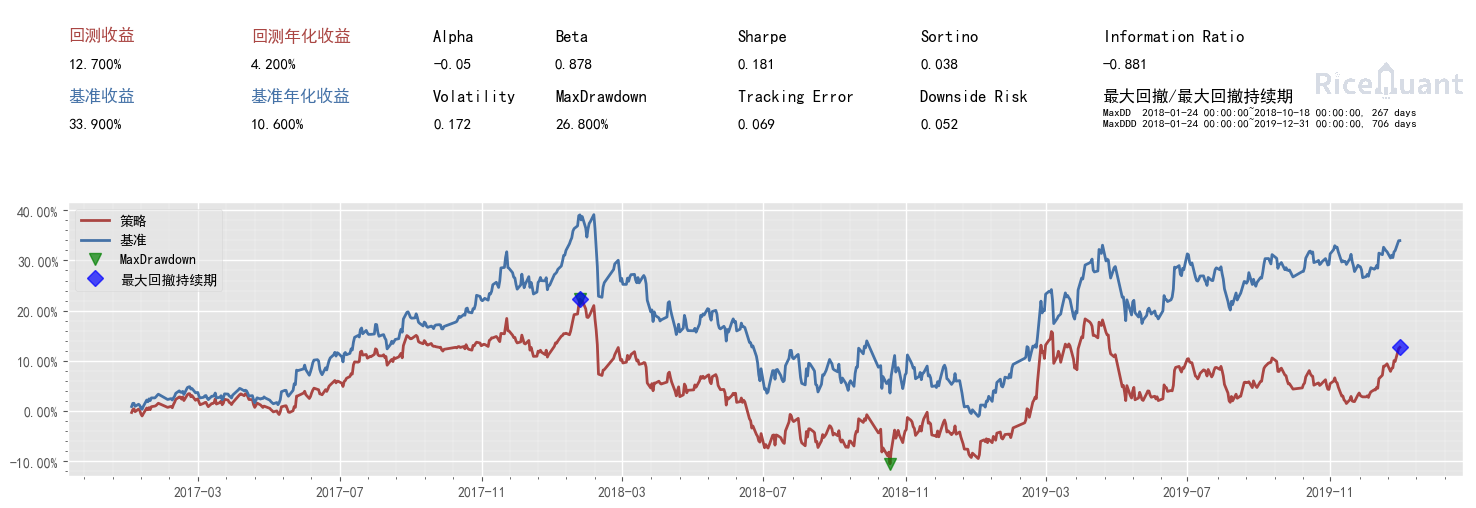 回测收益 回测年化收益 Alpha Beta Sharpe Sortino Information Ratio
12.700% 4.200% -0.05 0.878 0.181 0.038 -0.881
RiceQuant
基准收益 基准年化收益 Volatility MaxDrawdown Tracking Error Downside Risk 最大回撤/最大回撤持续期
33.900% 10.600% 0.172 26.800% 0.069 0.052
MaxDD 2018-01-24 00:00:00~2018-10-18 00:00:00, 267 days
MaxDDD 2018-01-24 00:00:00~2019-12-31 00:00:00, 706 days
40.00%
30.00%
20.00%
10.00%
0.00%
-10.00%
策略
基准
MaxDrawdown
最大回撤持续期
2017-03 2017-07 2017-11 2018-03 2018-07 2018-11 2019-03 2019-07 2019-11